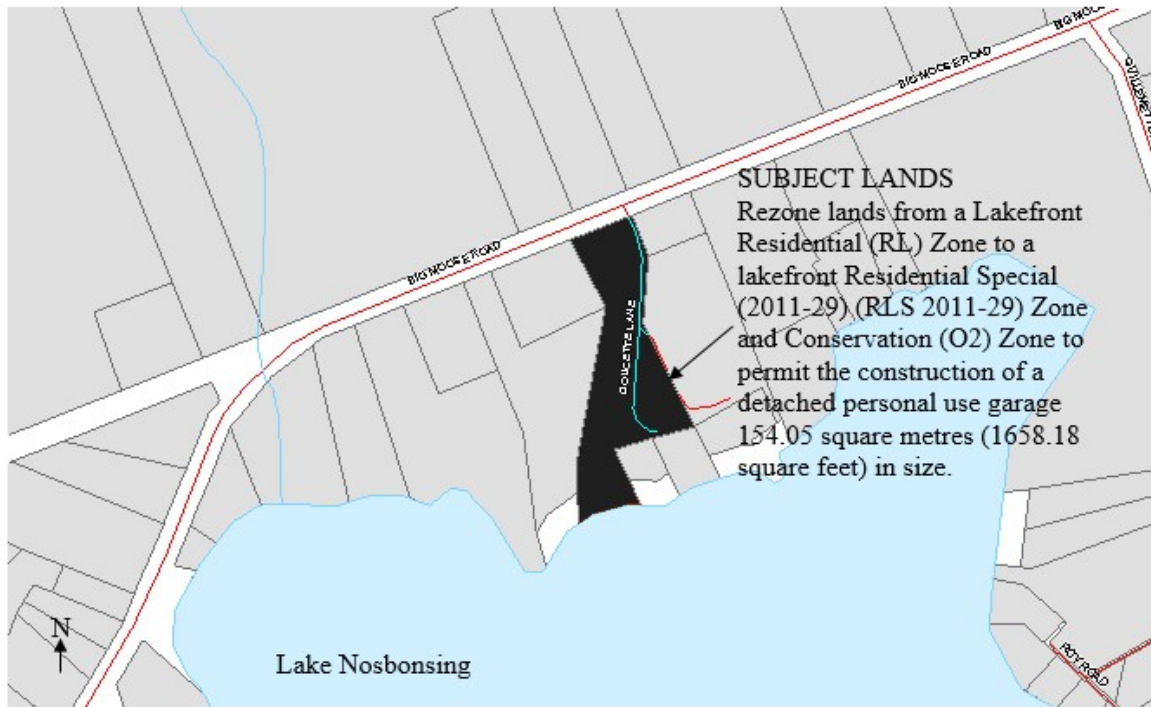 BIG MOOSE ROAD
BIG MOOSE ROAD
SUBJECT LANDS
Rezone lands from a Lakefront
Residential (RL) Zone to a
lakefront Residential Special
(2011-29) (RLS 2011-29) Zone
and Conservation (O2) Zone to
permit the construction of a
detached personal use garage
154.05 square metres (1658.18
square feet) in size.
BIG MOOSE ROAD
DOUCETTE LANE
N
Lake Nosbonsing
ROY ROAD